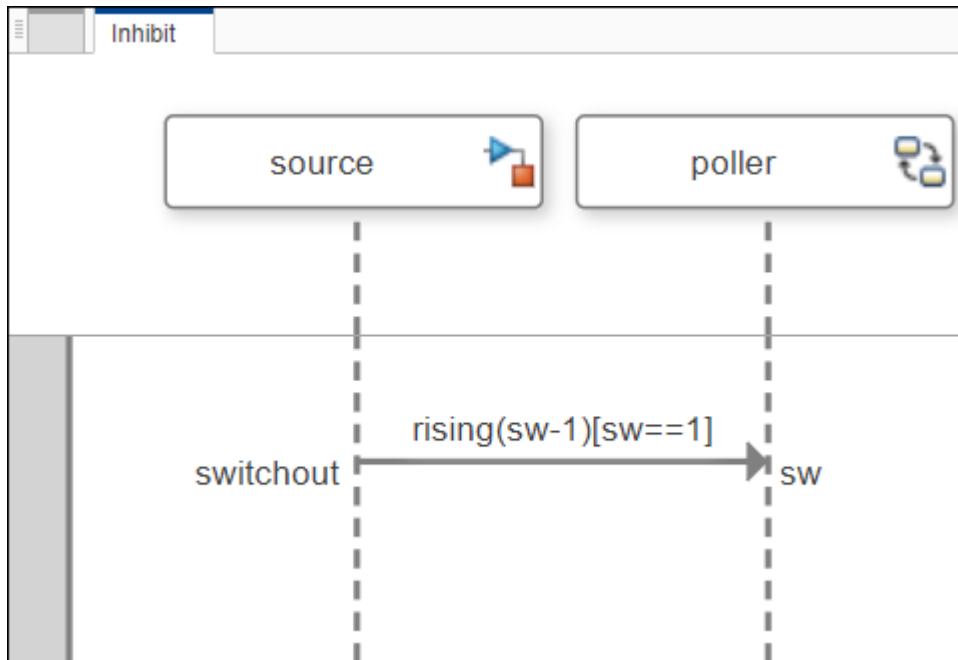 Inhibit
source
poller
rising(sw-1)[sw==1]
switchout
sw